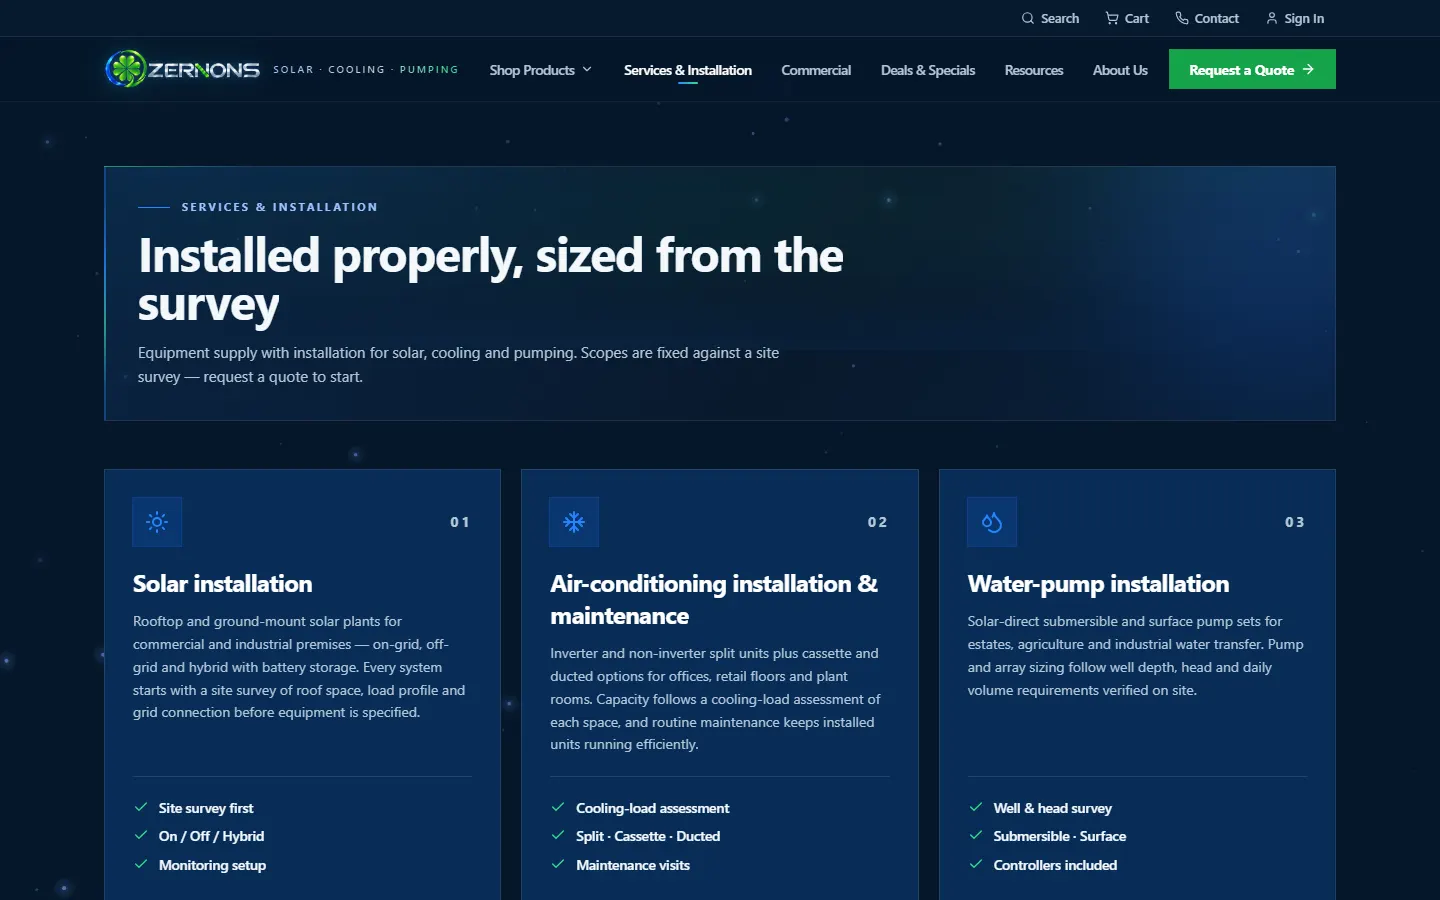 Search Cart Contact Sign In
ZERNONS SOLAR · COOLING · PUMPING Shop Products Services & Installation Commercial Deals & Specials Resources About Us Request a Quote
SERVICES & INSTALLATION
Installed properly, sized from the
survey
Equipment supply with installation for solar, cooling and pumping. Scopes are fixed against a site
survey — request a quote to start.
01
Solar installation
Rooftop and ground-mount solar plants for
commercial and industrial premises — on-grid, off-
grid and hybrid with battery storage. Every system
starts with a site survey of roof space, load profile and
grid connection before equipment is specified.
Site survey first
On / Off / Hybrid
Monitoring setup
02
Air-conditioning installation &
maintenance
Inverter and non-inverter split units plus cassette and
ducted options for offices, retail floors and plant
rooms. Capacity follows a cooling-load assessment of
each space, and routine maintenance keeps installed
units running efficiently.
Cooling-load assessment
Split · Cassette · Ducted
Maintenance visits
03
Water-pump installation
Solar-direct submersible and surface pump sets for
estates, agriculture and industrial water transfer. Pump
and array sizing follow well depth, head and daily
volume requirements verified on site.
Well & head survey
Submersible · Surface
Controllers included